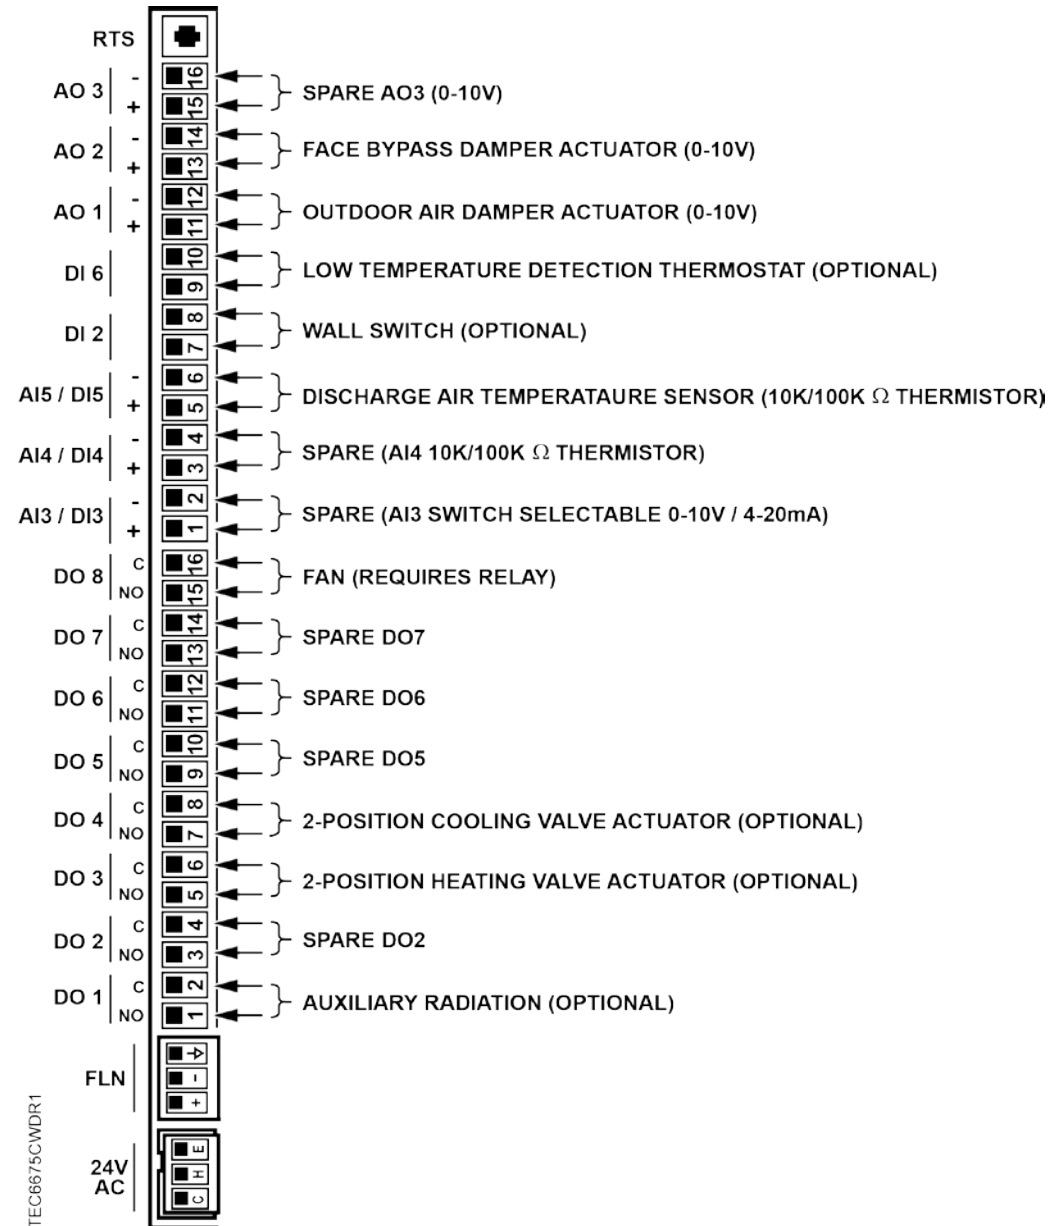 RTS
AO 3 - + 16 15 SPARE AO3 (0-10V)
AO 2 - + 14 13 FACE BYPASS DAMPER ACTUATOR (0-10V)
AO 1 - + 12 11 OUTDOOR AIR DAMPER ACTUATOR (0-10V)
DI 6 10 9 LOW TEMPERATURE DETECTION THERMOSTAT (OPTIONAL)
DI 2 8 7 WALL SWITCH (OPTIONAL)
AI5 / DI5 - + 6 5 DISCHARGE AIR TEMPERATAURE SENSOR (10K/100K Ω THERMISTOR)
AI4 / DI4 - + 4 3 SPARE (AI4 10K/100K Ω THERMISTOR)
AI3 / DI3 - + 2 1 SPARE (AI3 SWITCH SELECTABLE 0-10V / 4-20mA)
DO 8 C NO 16 15 FAN (REQUIRES RELAY)
DO 7 C NO 14 13 SPARE DO7
DO 6 C NO 12 11 SPARE DO6
DO 5 C NO 10 9 SPARE DO5
DO 4 C NO 8 7 2-POSITION COOLING VALVE ACTUATOR (OPTIONAL)
DO 3 C NO 6 5 2-POSITION HEATING VALVE ACTUATOR (OPTIONAL)
DO 2 C NO 4 3 SPARE DO2
DO 1 C NO 2 1 AUXILIARY RADIATION (OPTIONAL)
FLN - +
24V AC E H C
TEC6675CWDR1